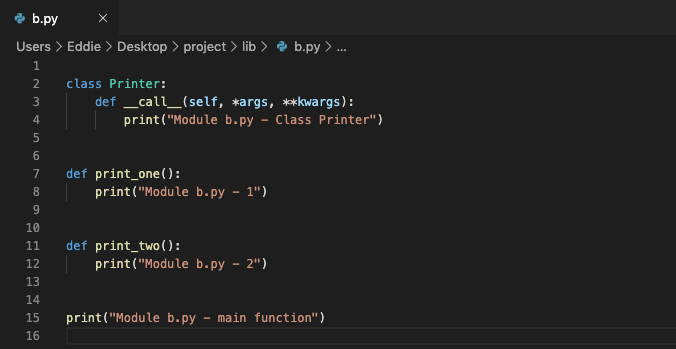 b.py ×
Users > Eddie > Desktop > project > lib > b.py > ...
1
2 class Printer:
3     def __call__(self, *args, **kwargs):
4         print("Module b.py - Class Printer")
5
6
7 def print_one():
8     print("Module b.py - 1")
9
10
11 def print_two():
12     print("Module b.py - 2")
13
14
15 print("Module b.py - main function")
16